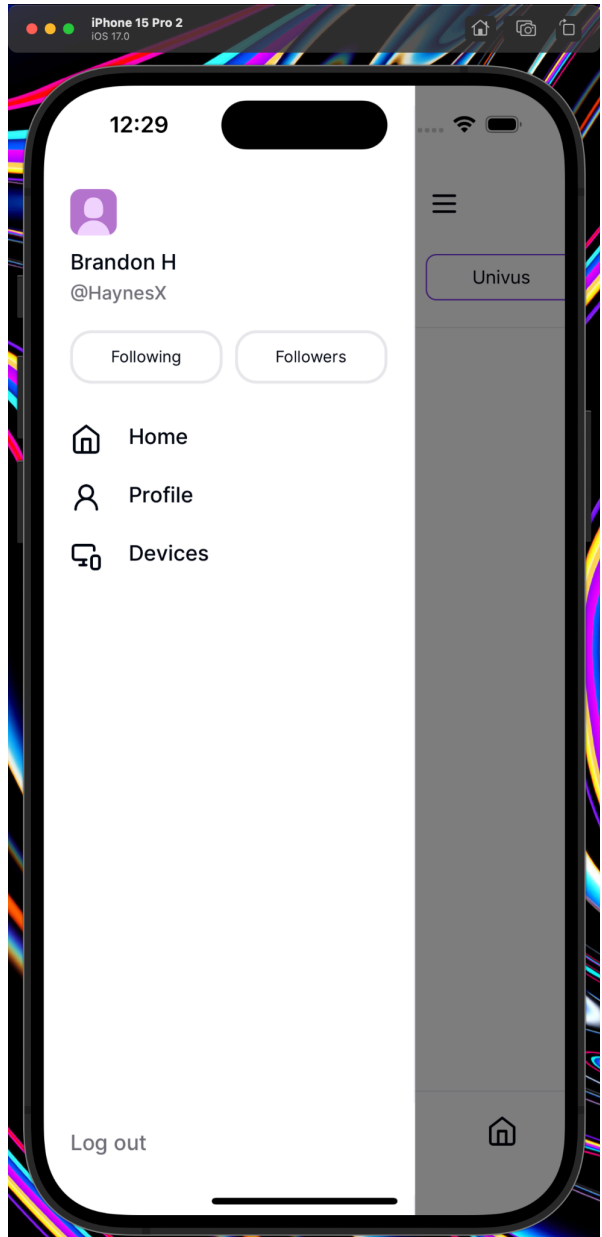 iPhone 15 Pro 2
iOS 17.0
12:29
Brandon H
@HaynesX
Following
Followers
Univus
Home
Profile
Devices
Log out